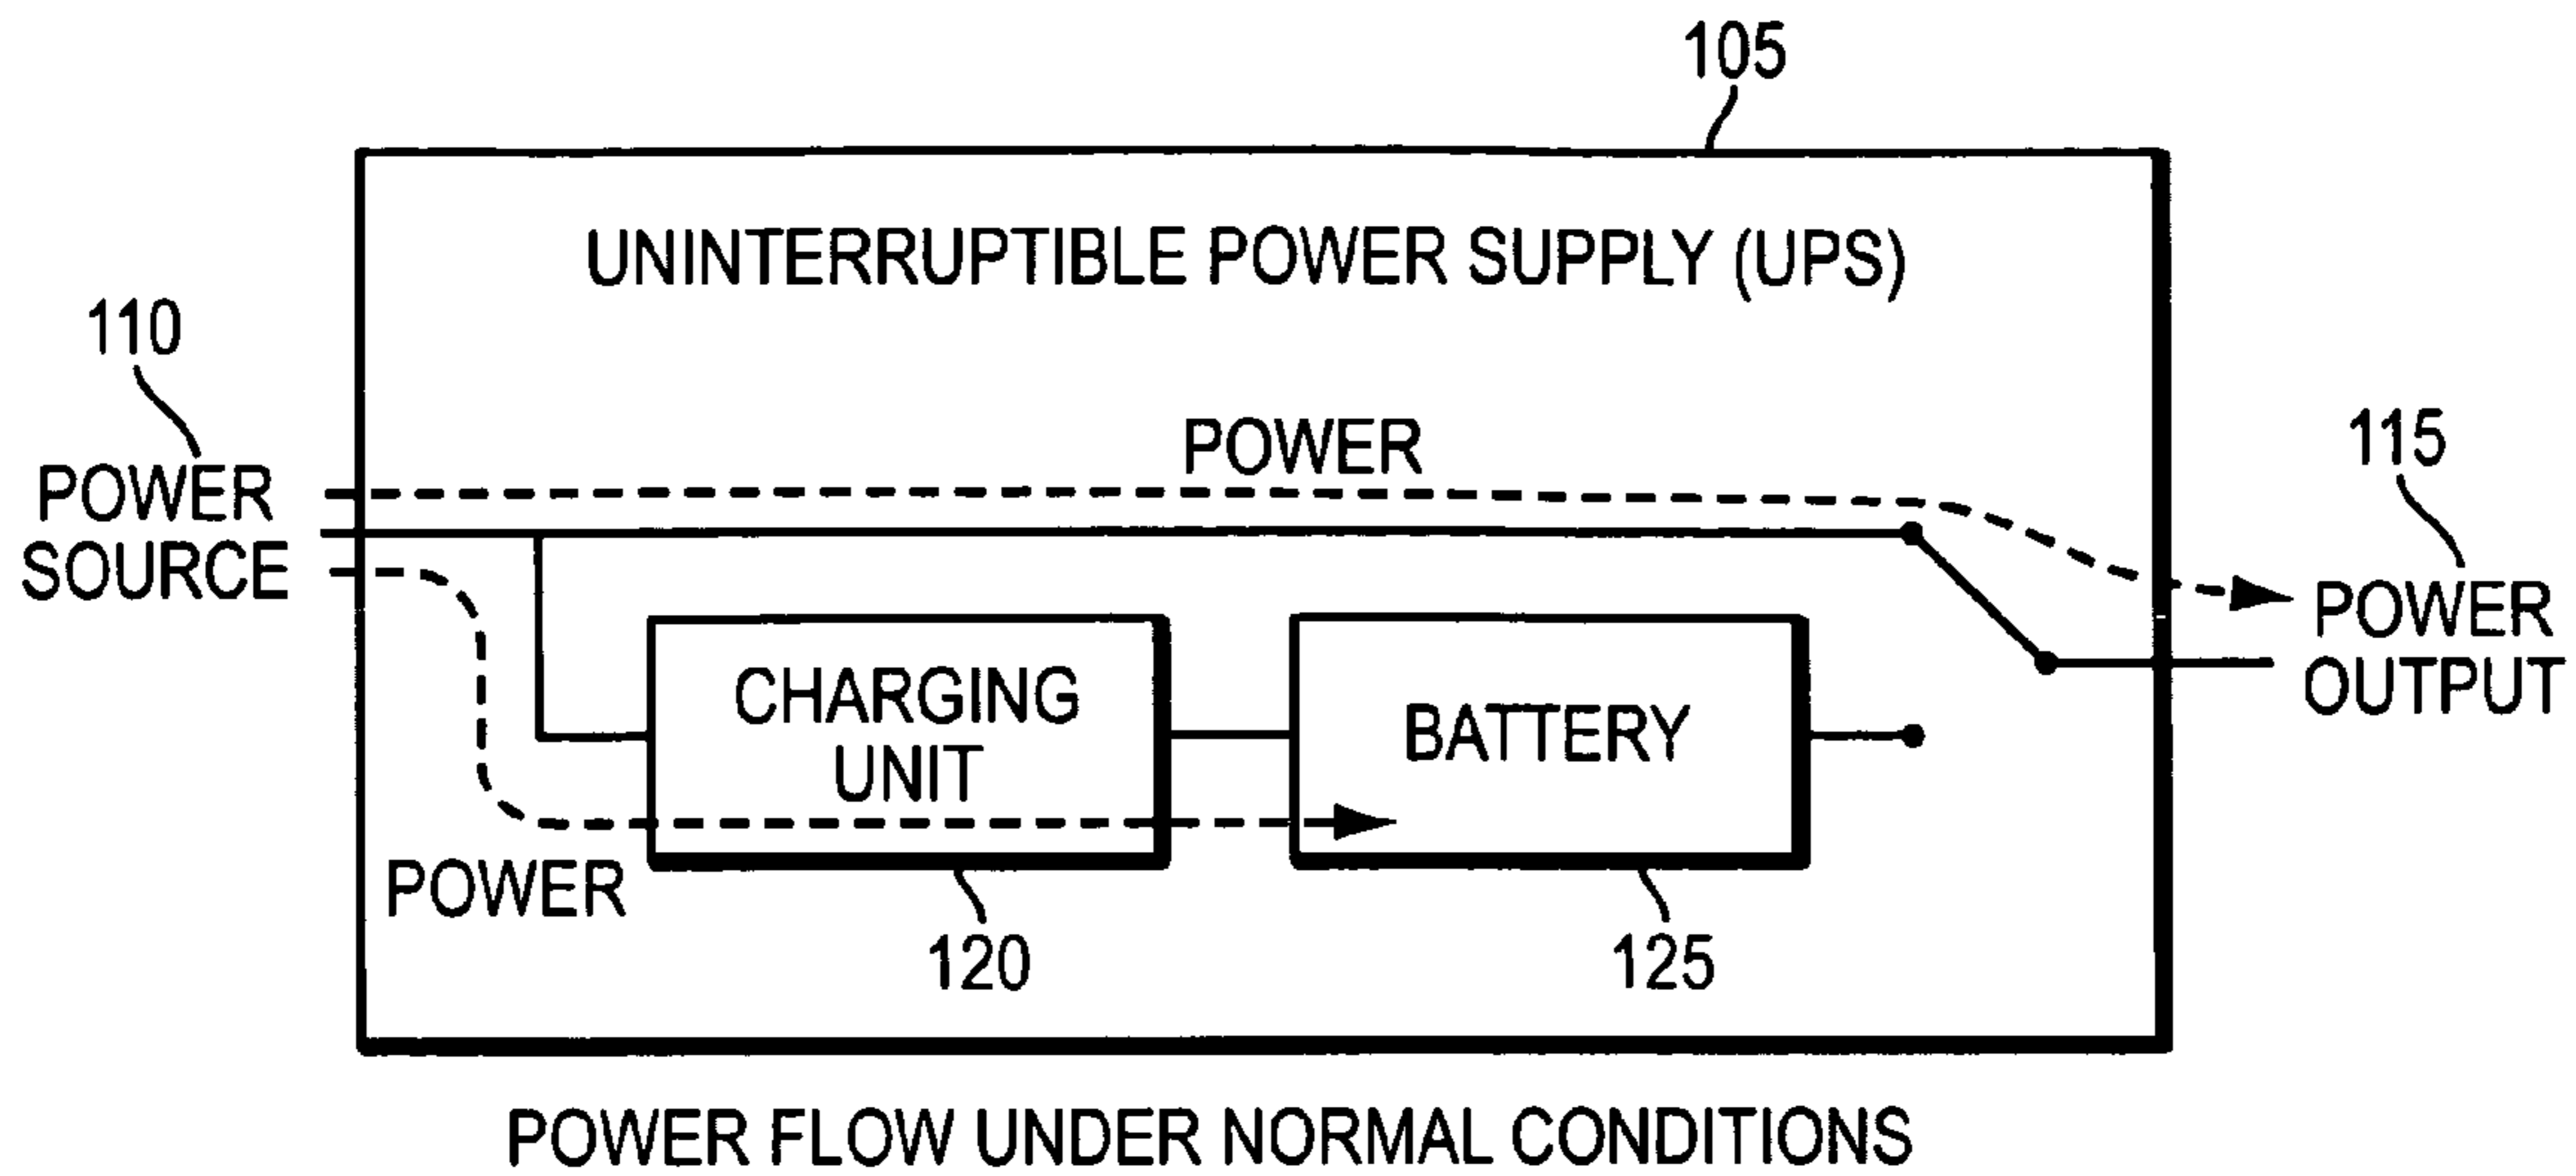 105
UNINTERRUPTIBLE POWER SUPPLY (UPS)
110
POWER
SOURCE
POWER
115
POWER
OUTPUT
CHARGING
UNIT
BATTERY
POWER
120
125
POWER FLOW UNDER NORMAL CONDITIONS